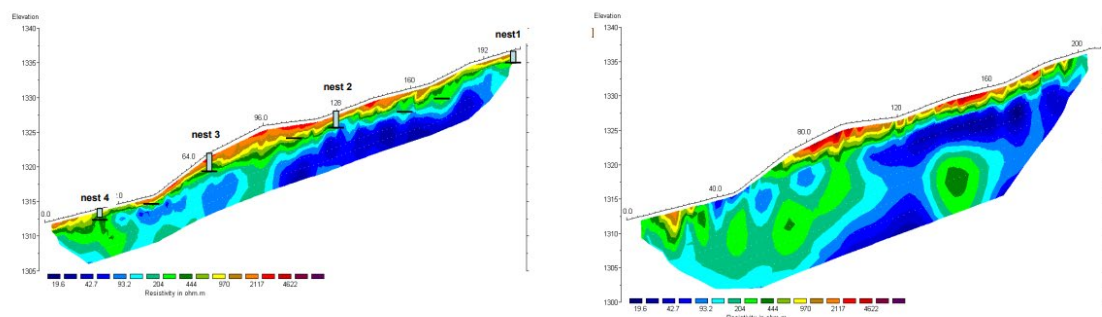 Elevation
1340
1335
1330
1325
1320
1315
1310
1305
nest1
192
160
nest 2
128
96.0
nest 3
64.0
nest 4
0.0
19.6 42.7 93.2 204 444 970 2117 4622
Resistivity in ohm.m
Elevation
1340
1335
1330
1325
1320
1315
1310
1305
1300
200
160
120
80.0
40.0
0.0
19.6 42.7 93.2 204 444 970 2117 4622
Resistivity in ohm.m